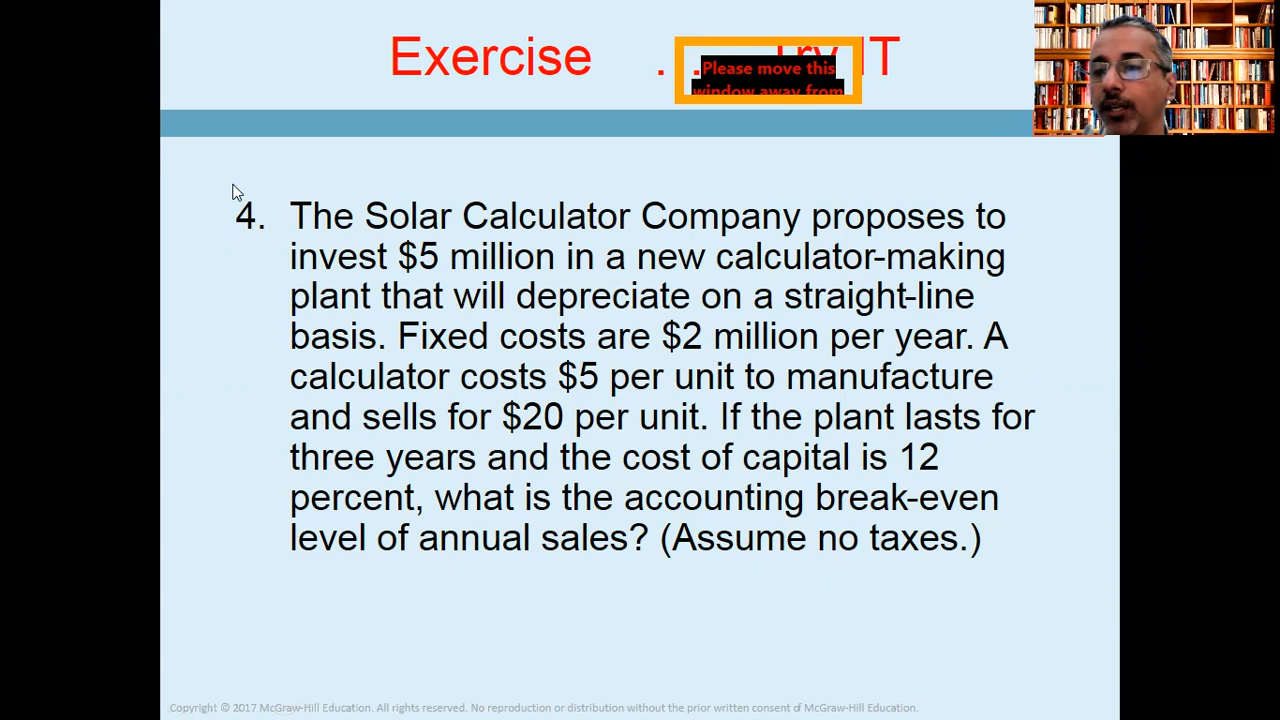 Exercise . . Try IT
Please move this
window away from
4. The Solar Calculator Company proposes to
invest $5 million in a new calculator-making
plant that will depreciate on a straight-line
basis. Fixed costs are $2 million per year. A
calculator costs $5 per unit to manufacture
and sells for $20 per unit. If the plant lasts for
three years and the cost of capital is 12
percent, what is the accounting break-even
level of annual sales? (Assume no taxes.)
Copyright © 2017 McGraw-Hill Education. All rights reserved. No reproduction or distribution without the prior written consent of McGraw-Hill Education.